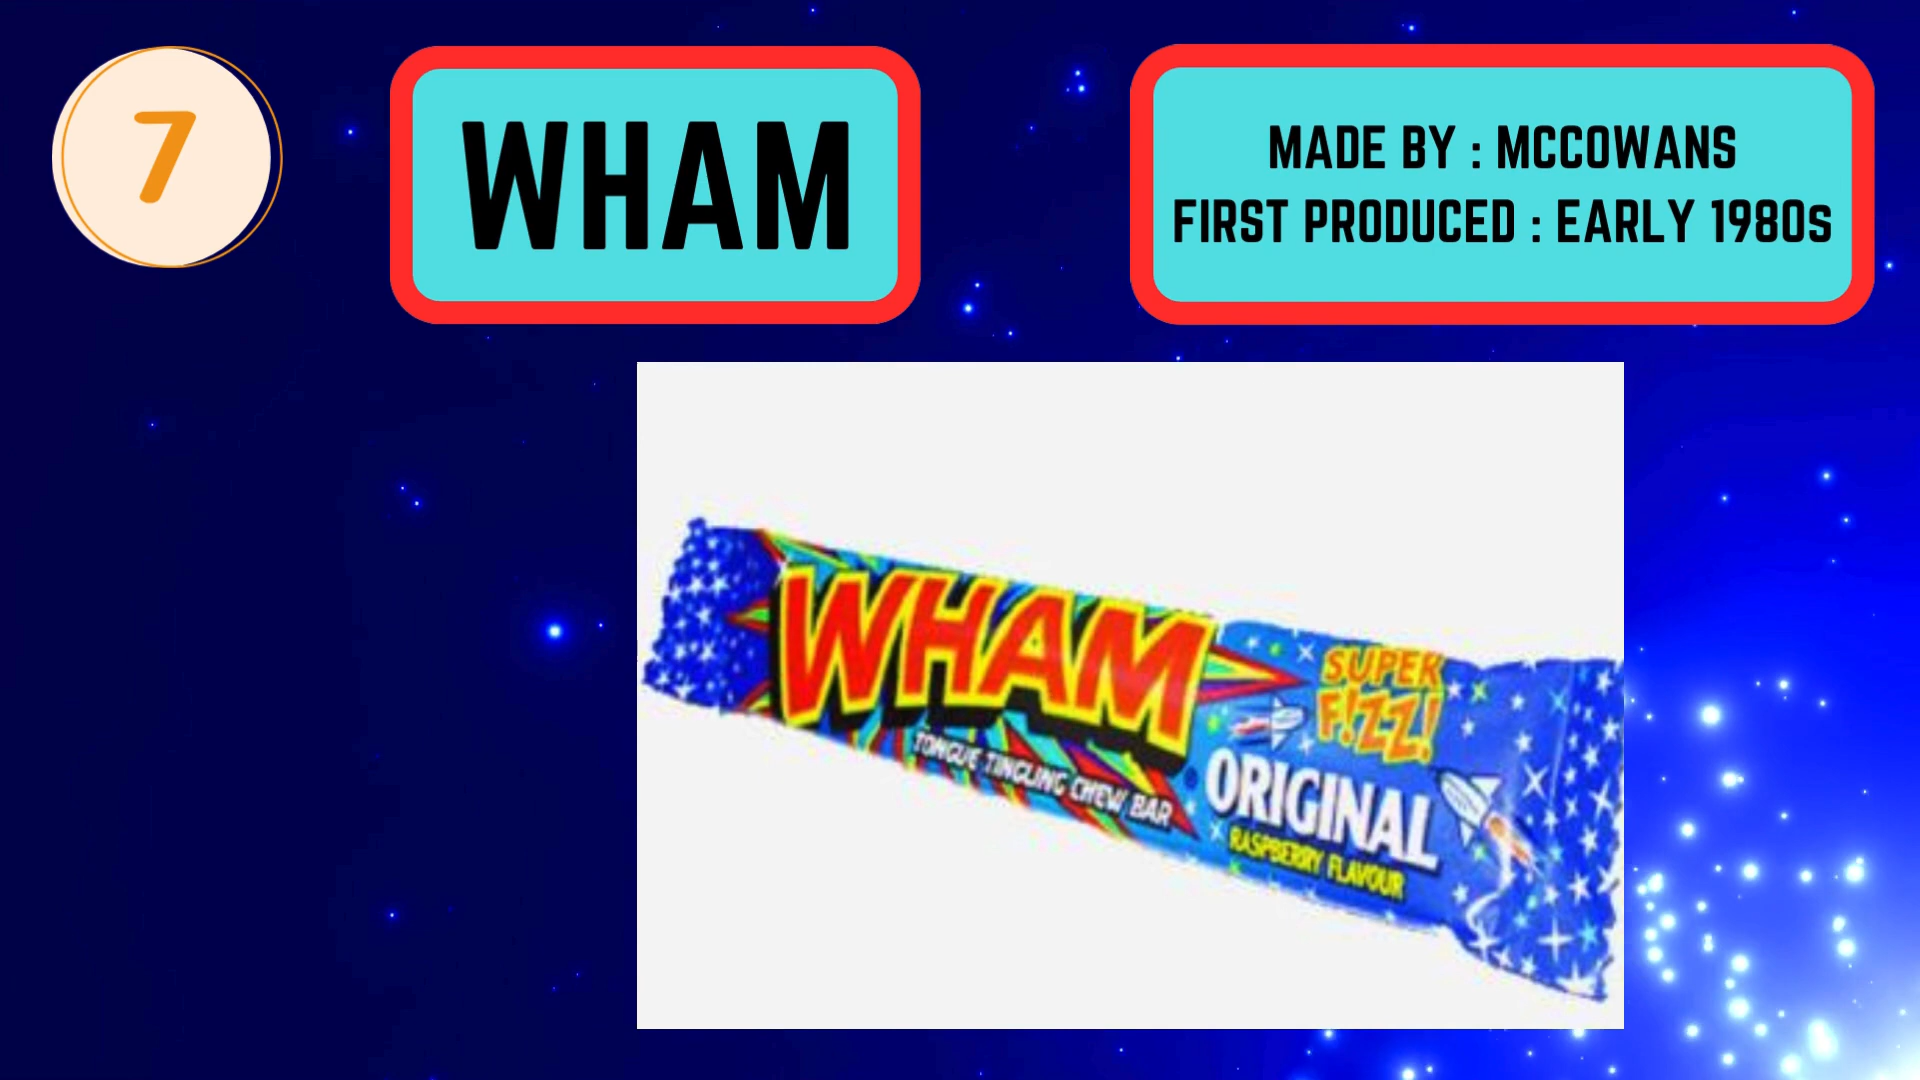 7
WHAM
MADE BY : MCCOWANS
FIRST PRODUCED : EARLY 1980s
WHAM
TONGUE TINGLING CHEW BAR
SUPER
F!ZZ!
ORIGINAL
RASPBERRY FLAVOUR